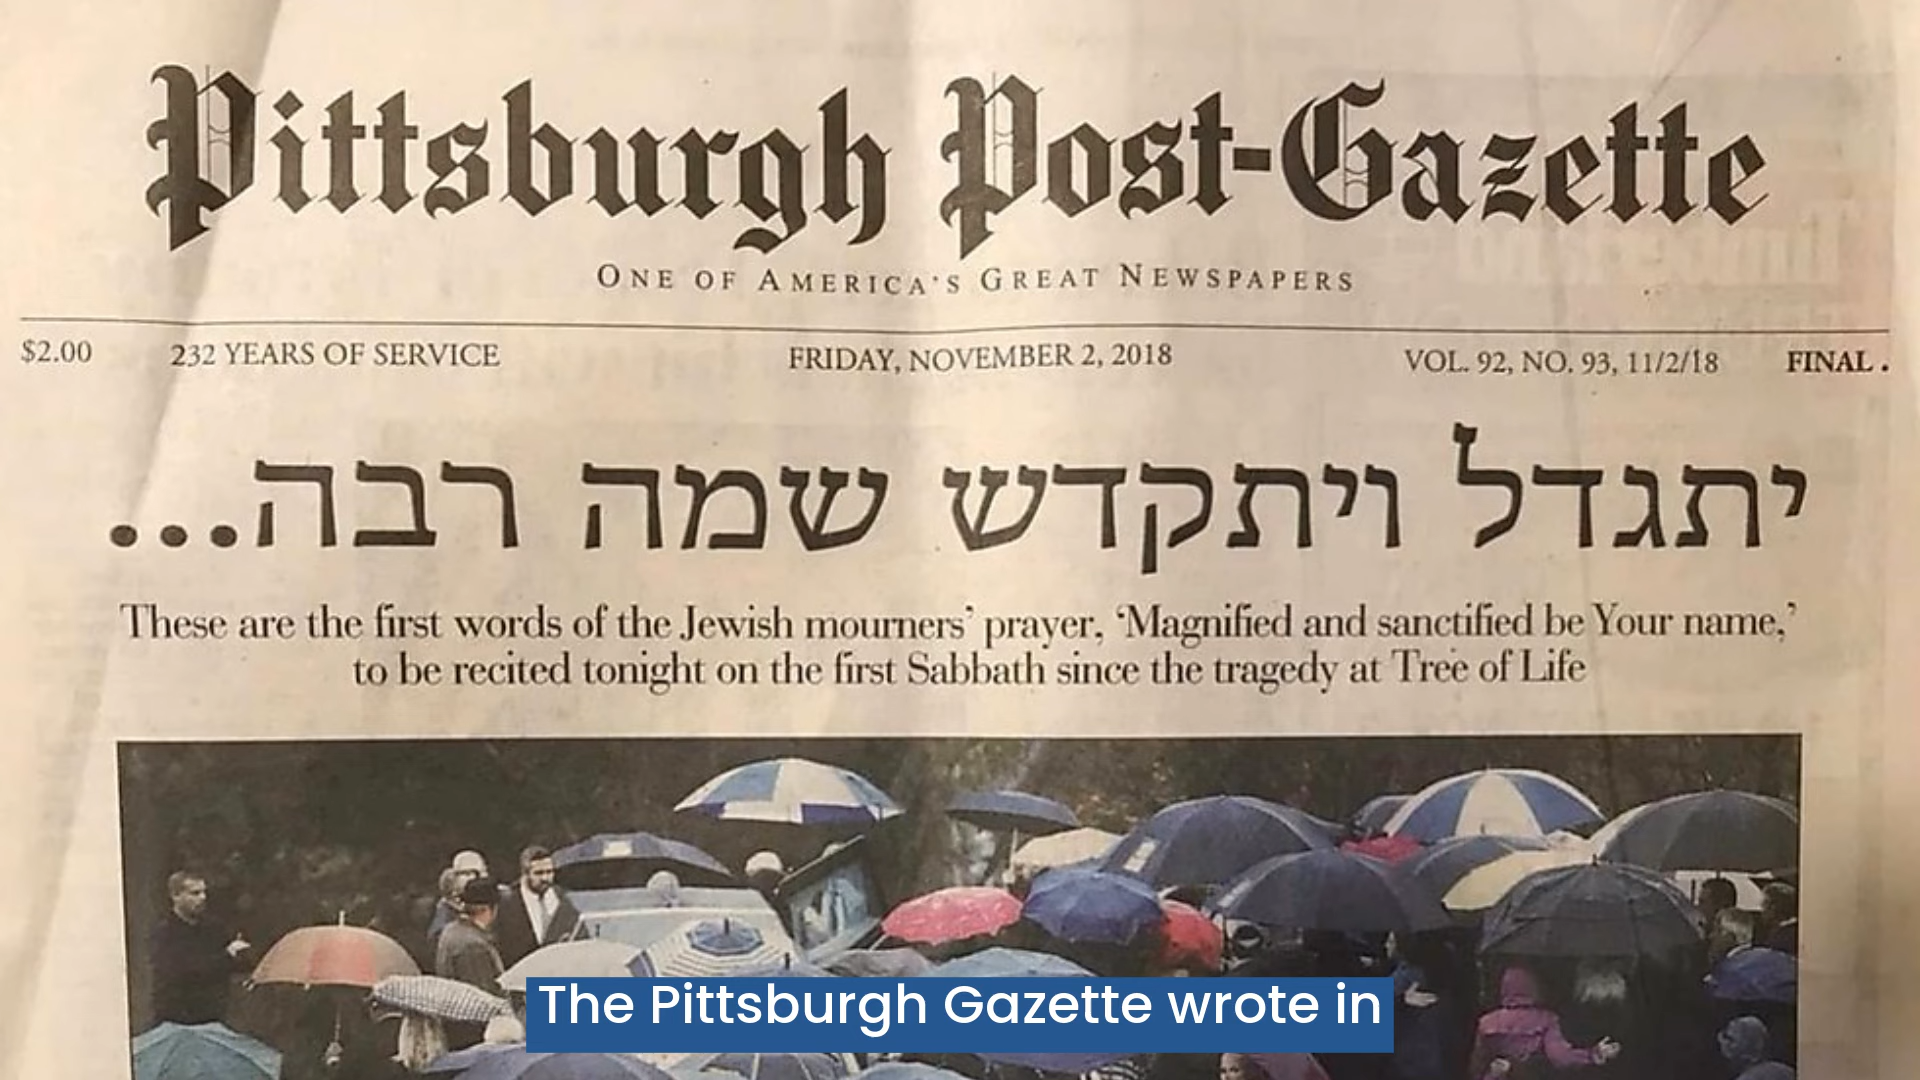 Pittsburgh Post-Gazette
ONE OF AMERICA'S GREAT NEWSPAPERS
$2.00 232 YEARS OF SERVICE FRIDAY, NOVEMBER 2, 2018 VOL. 92, NO. 93, 11/2/18 FINAL .
יתגדל ויתקדש שמה רבה...
These are the first words of the Jewish mourners' prayer, 'Magnified and sanctified be Your name,'
to be recited tonight on the first Sabbath since the tragedy at Tree of Life
The Pittsburgh Gazette wrote in